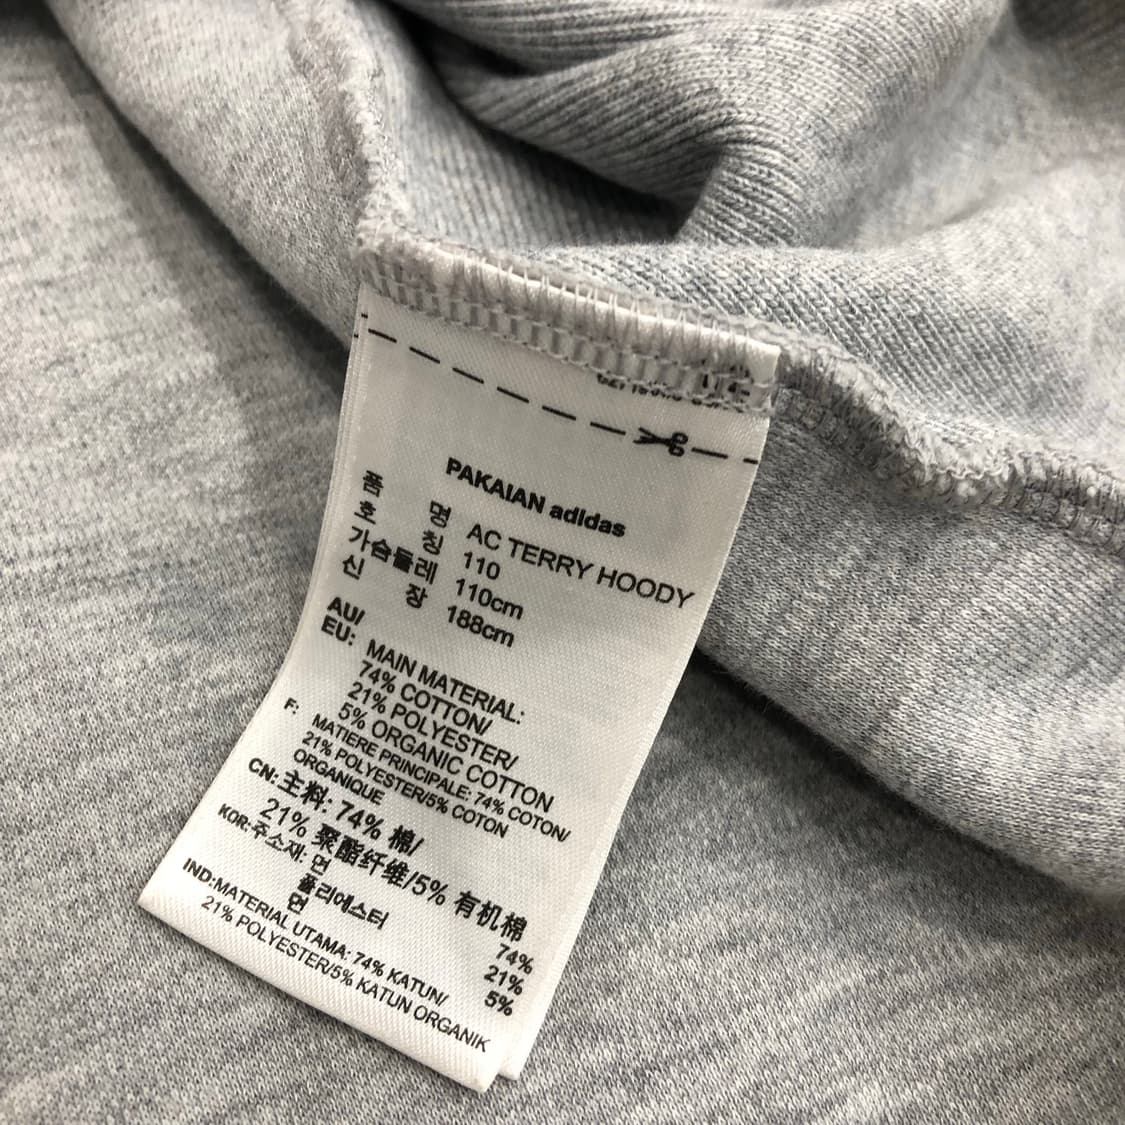 PAKAIAN adidas
품 명 AC TERRY HOODY
호 칭 110
가슴둘레 110cm
신 장 188cm
AU/
EU: MAIN MATERIAL:
74% COTTON/
21% POLYESTER/
5% ORGANIC COTTON
F: MATIERE PRINCIPALE: 74% COTON/
21% POLYESTER/5% COTON
ORGANIQUE
CN:主料: 74% 棉/
21% 聚酯纤维/5% 有机棉
KOR:주소재: 면 74%
폴리에스터 21%
면 5%
IND:MATERIAL UTAMA: 74% KATUN/
21% POLYESTER/5% KATUN ORGANIK